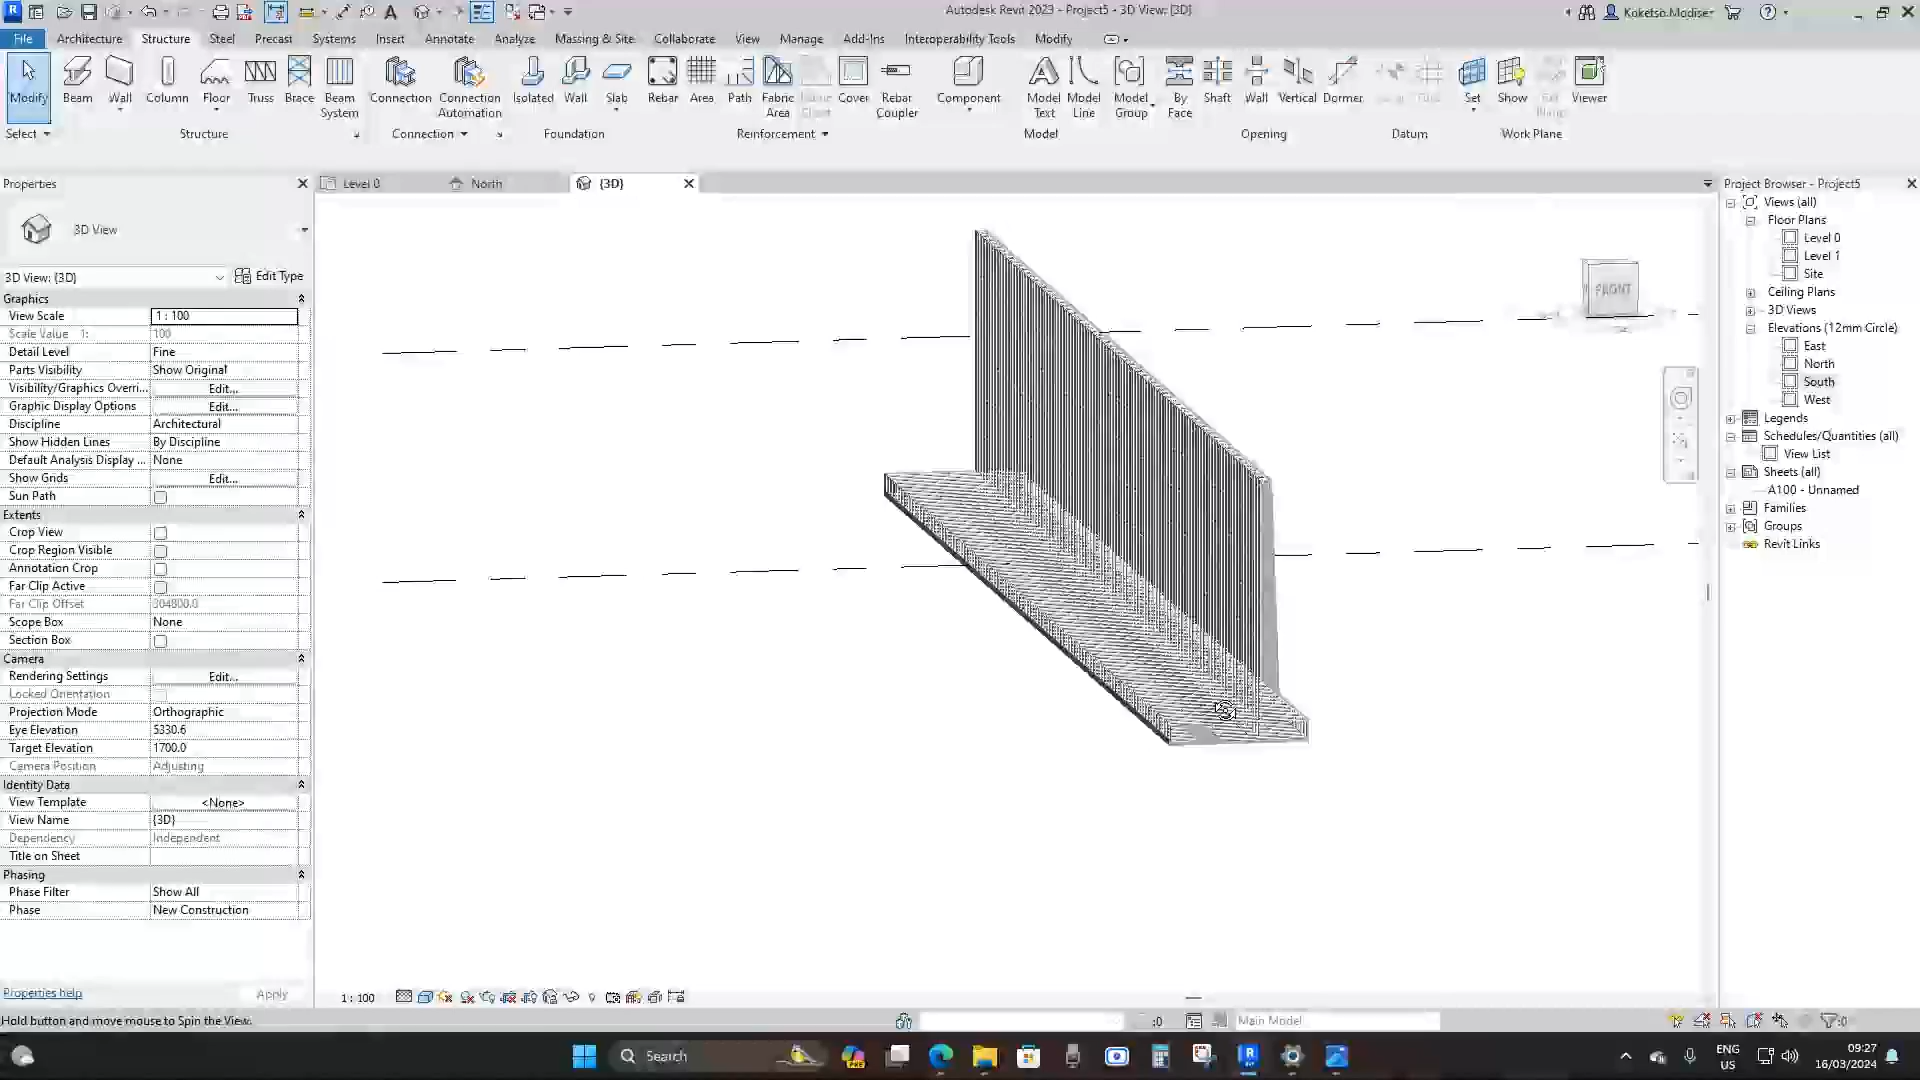 Autodesk Revit 2023 - Project5 - 3D View: {3D}
Koketso.Modise
File Architecture Structure Steel Precast Systems Insert Annotate Analyze Massing & Site Collaborate View Manage Add-Ins Interoperability Tools Modify
Modify Beam Wall Column Floor Truss Brace Beam System Connection Connection Automation Isolated Wall Slab Rebar Area Path Fabric Area Cover Rebar Coupler Component Model Text Model Line Model Group By Face Shaft Wall Vertical Dormer Set Show Viewer
Select Structure Connection Foundation Reinforcement Model Opening Datum Work Plane
Properties
Level 0 North {3D}
3D View
3D View: {3D} Edit Type
Graphics
View Scale 1 : 100
Scale Value 1: 100
Detail Level Fine
Parts Visibility Show Original
Visibility/Graphics Overri... Edit...
Graphic Display Options Edit...
Discipline Architectural
Show Hidden Lines By Discipline
Default Analysis Display ... None
Show Grids Edit...
Sun Path
Extents
Crop View
Crop Region Visible
Annotation Crop
Far Clip Active
Far Clip Offset 304800.0
Scope Box None
Section Box
Camera
Rendering Settings Edit...
Locked Orientation
Projection Mode Orthographic
Eye Elevation 5330.6
Target Elevation 1700.0
Camera Position Adjusting
Identity Data
View Template <None>
View Name {3D}
Dependency Independent
Title on Sheet
Phasing
Phase Filter Show All
Phase New Construction
Properties help Apply
FRONT
Project Browser - Project5
Views (all)
Floor Plans
Level 0
Level 1
Site
Ceiling Plans
3D Views
Elevations (12mm Circle)
East
North
South
West
Legends
Schedules/Quantities (all)
View List
Sheets (all)
A100 - Unnamed
Families
Groups
Revit Links
1 : 100
Hold button and move mouse to Spin the View.
:0 Main Model :0
Search
ENG
US
09:27
16/03/2024